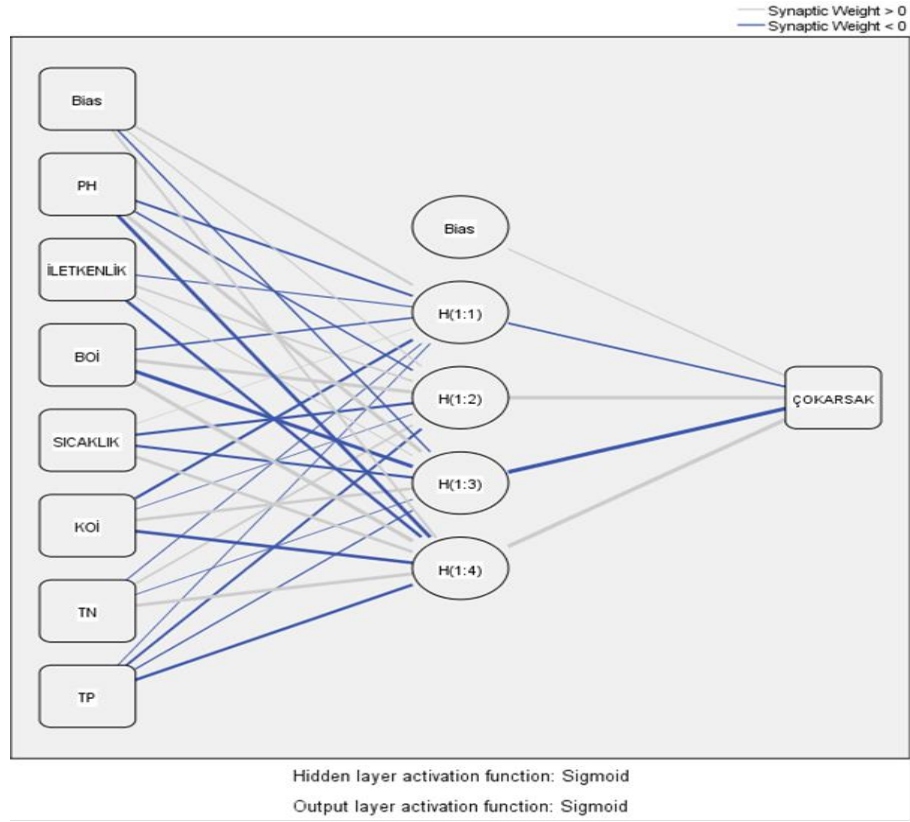 Synaptic Weight > 0
Synaptic Weight < 0
Bias
PH
İLETKENLİK
BOİ
SICAKLIK
KOİ
TN
TP
Bias
H(1:1)
H(1:2)
H(1:3)
H(1:4)
ÇOKARSAK
Hidden layer activation function: Sigmoid
Output layer activation function: Sigmoid